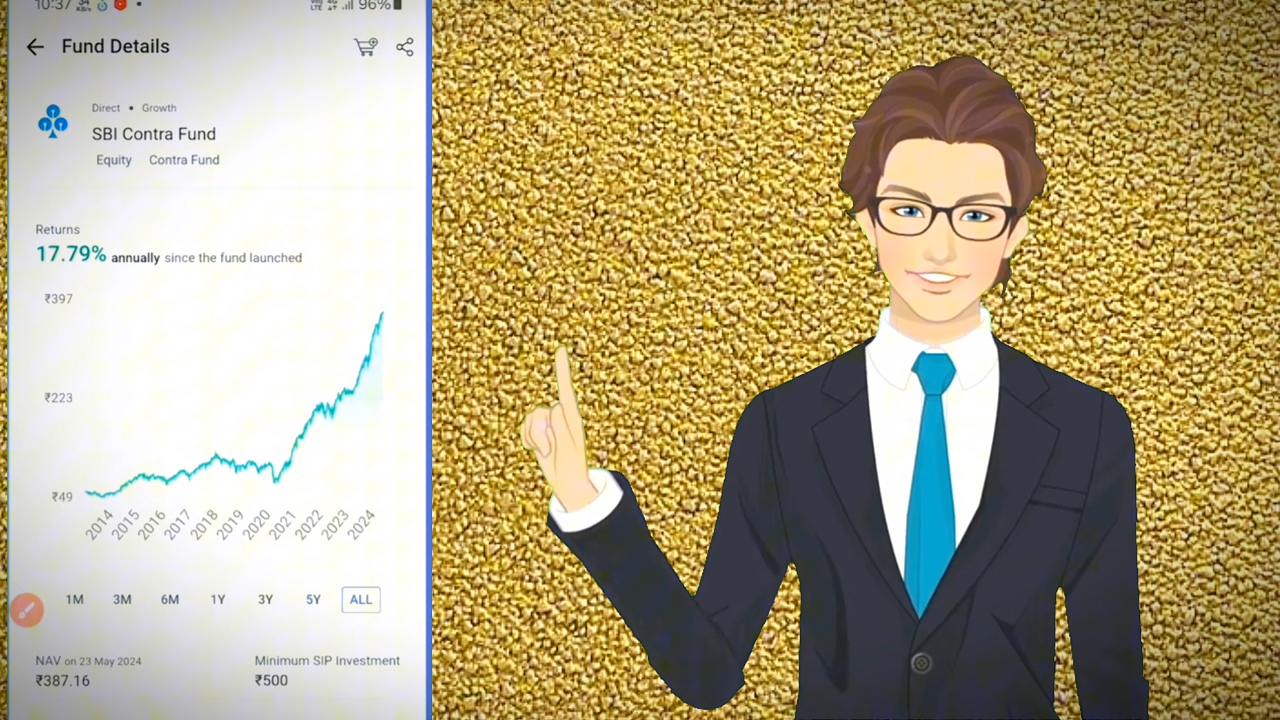 10:37 34 KB/s 96%
Fund Details
Direct • Growth
SBI Contra Fund
Equity Contra Fund
Returns
17.79% annually since the fund launched
₹397
₹223
₹49
2014 2015 2016 2017 2018 2019 2020 2021 2022 2023 2024
1M 3M 6M 1Y 3Y 5Y ALL
NAV on 23 May 2024 Minimum SIP Investment
₹387.16 ₹500